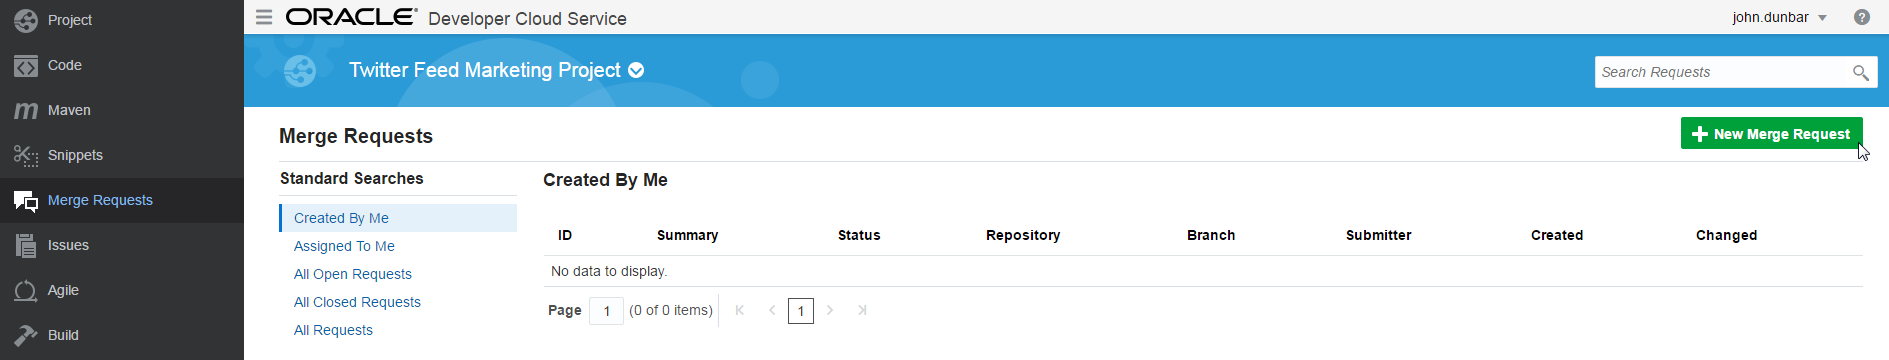 Project
Code
Maven
Snippets
Merge Requests
Issues
Agile
Build
ORACLE® Developer Cloud Service
john.dunbar
?
Twitter Feed Marketing Project
Search Requests
Merge Requests
New Merge Request
Standard Searches
Created By Me
Assigned To Me
All Open Requests
All Closed Requests
All Requests
Created By Me
ID Summary Status Repository Branch Submitter Created Changed
No data to display.
Page 1 (0 of 0 items) 1